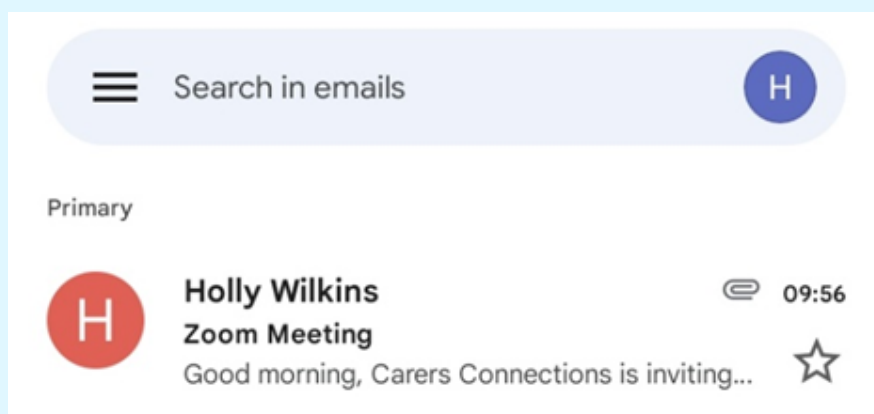 Search in emails
H
Primary
H
Holly Wilkins
09:56
Zoom Meeting
Good morning, Carers Connections is inviting...